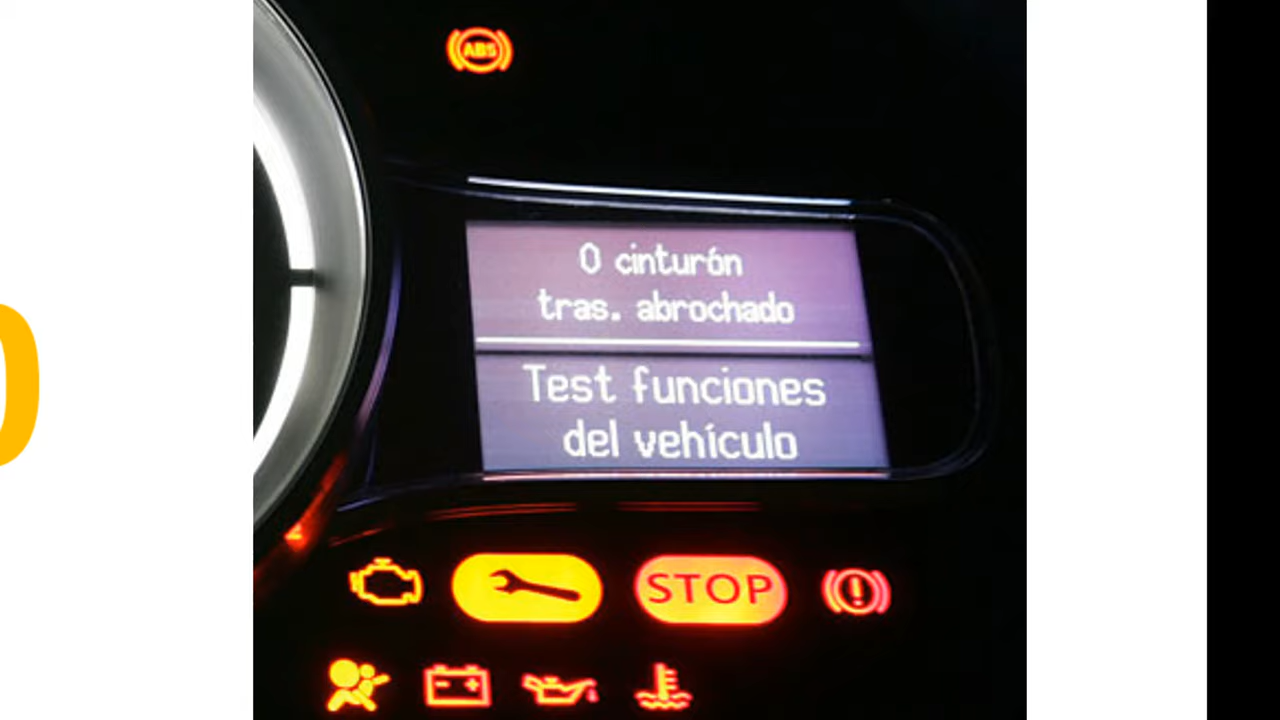 ABS
0 cinturón
tras. abrochado
Test funciones
del vehículo
STOP